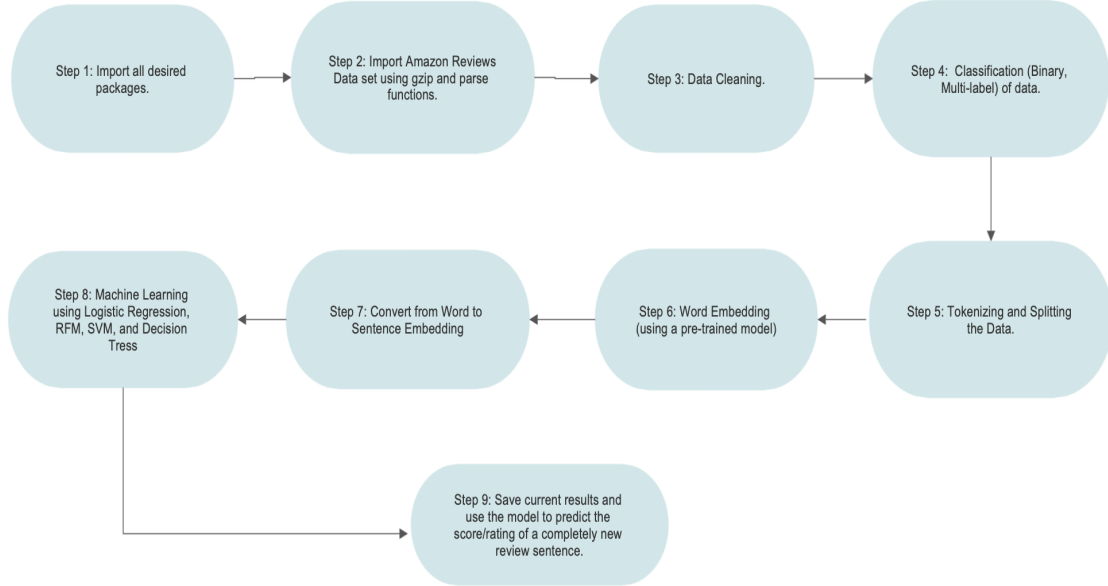 Step 1: Import all desired
packages.
Step 2: Import Amazon Reviews
Data set using gzip and parse
functions.
Step 3: Data Cleaning.
Step 4:  Classification (Binary,
Multi-label) of data.
Step 5: Tokenizing and Splitting
the Data.
Step 6: Word Embedding
(using a pre-trained model)
Step 7: Convert from Word to
Sentence Embedding
Step 8: Machine Learning
using Logistic Regression,
RFM, SVM, and Decision
Tress
Step 9: Save current results and
use the model to predict the
score/rating of a completely new
review sentence.